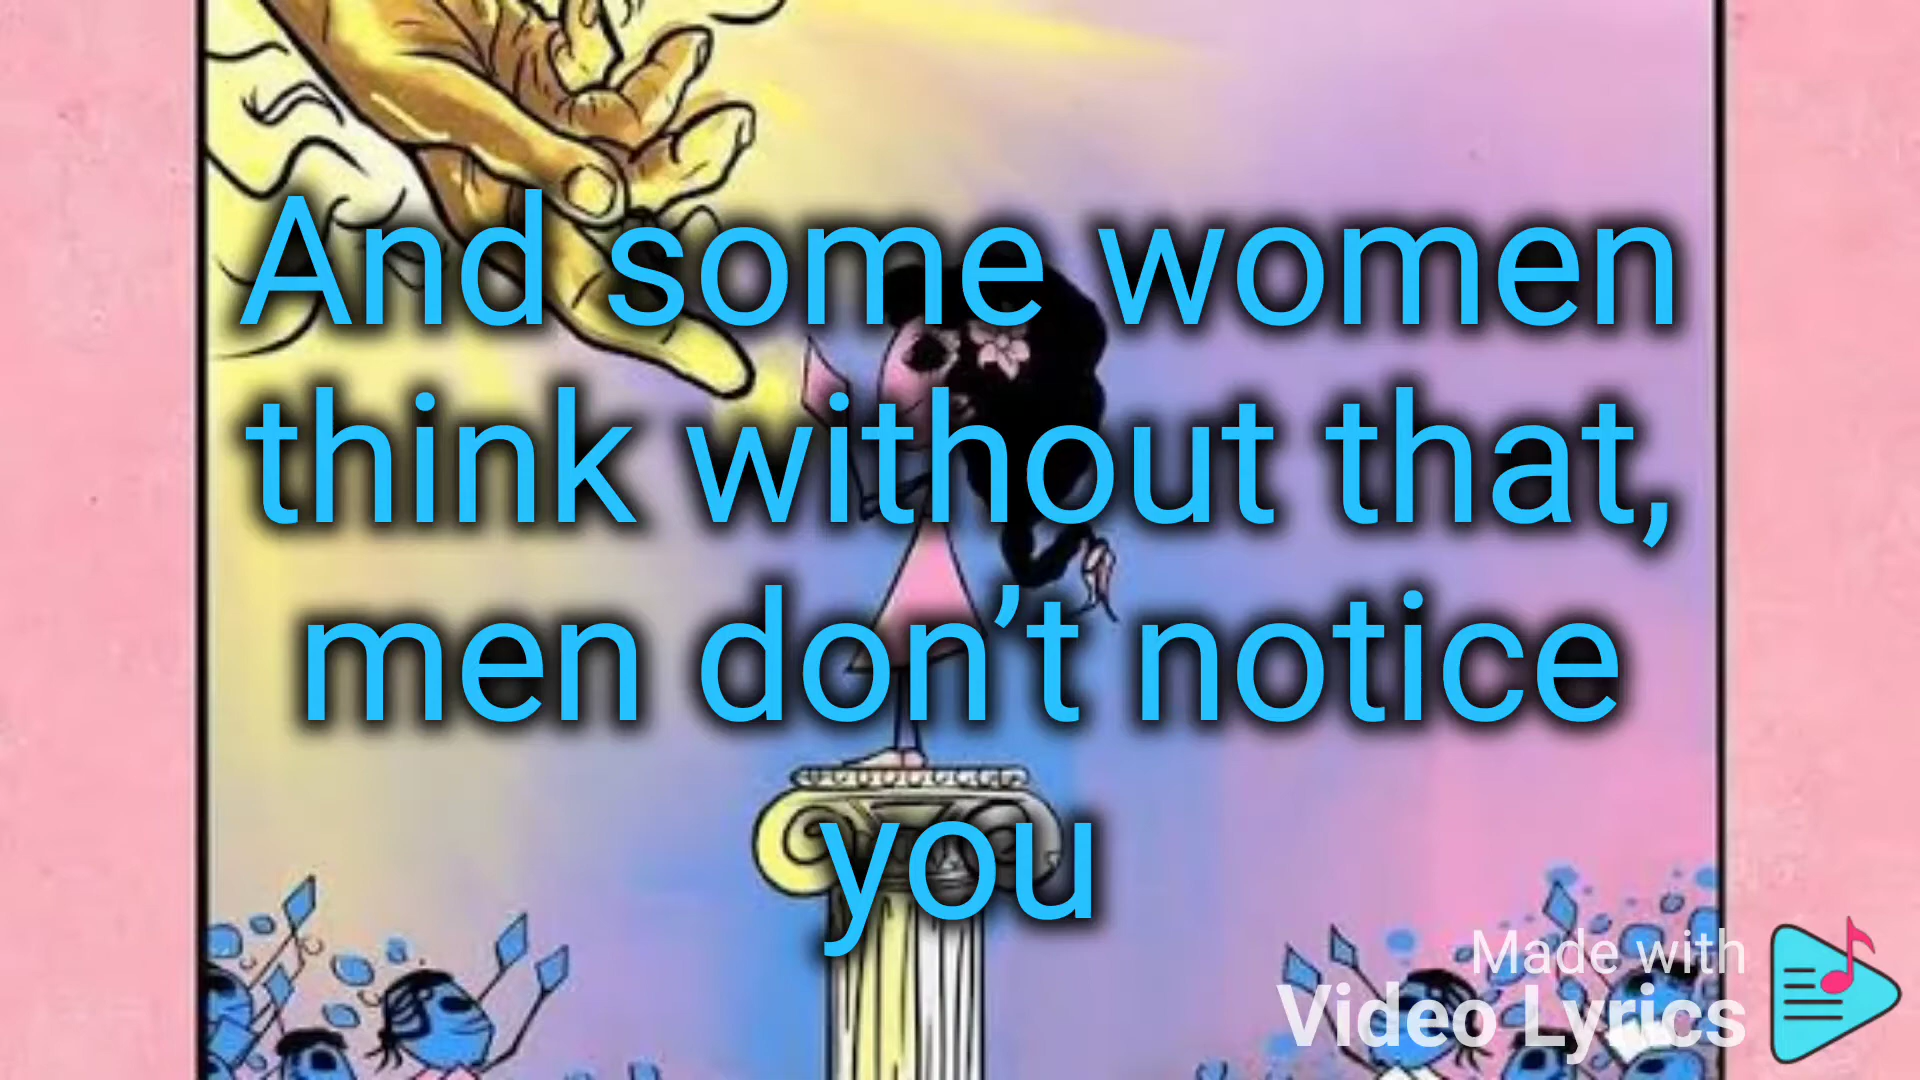 And some women
think without that,
men don’t notice
you
Made with
Video Lyrics